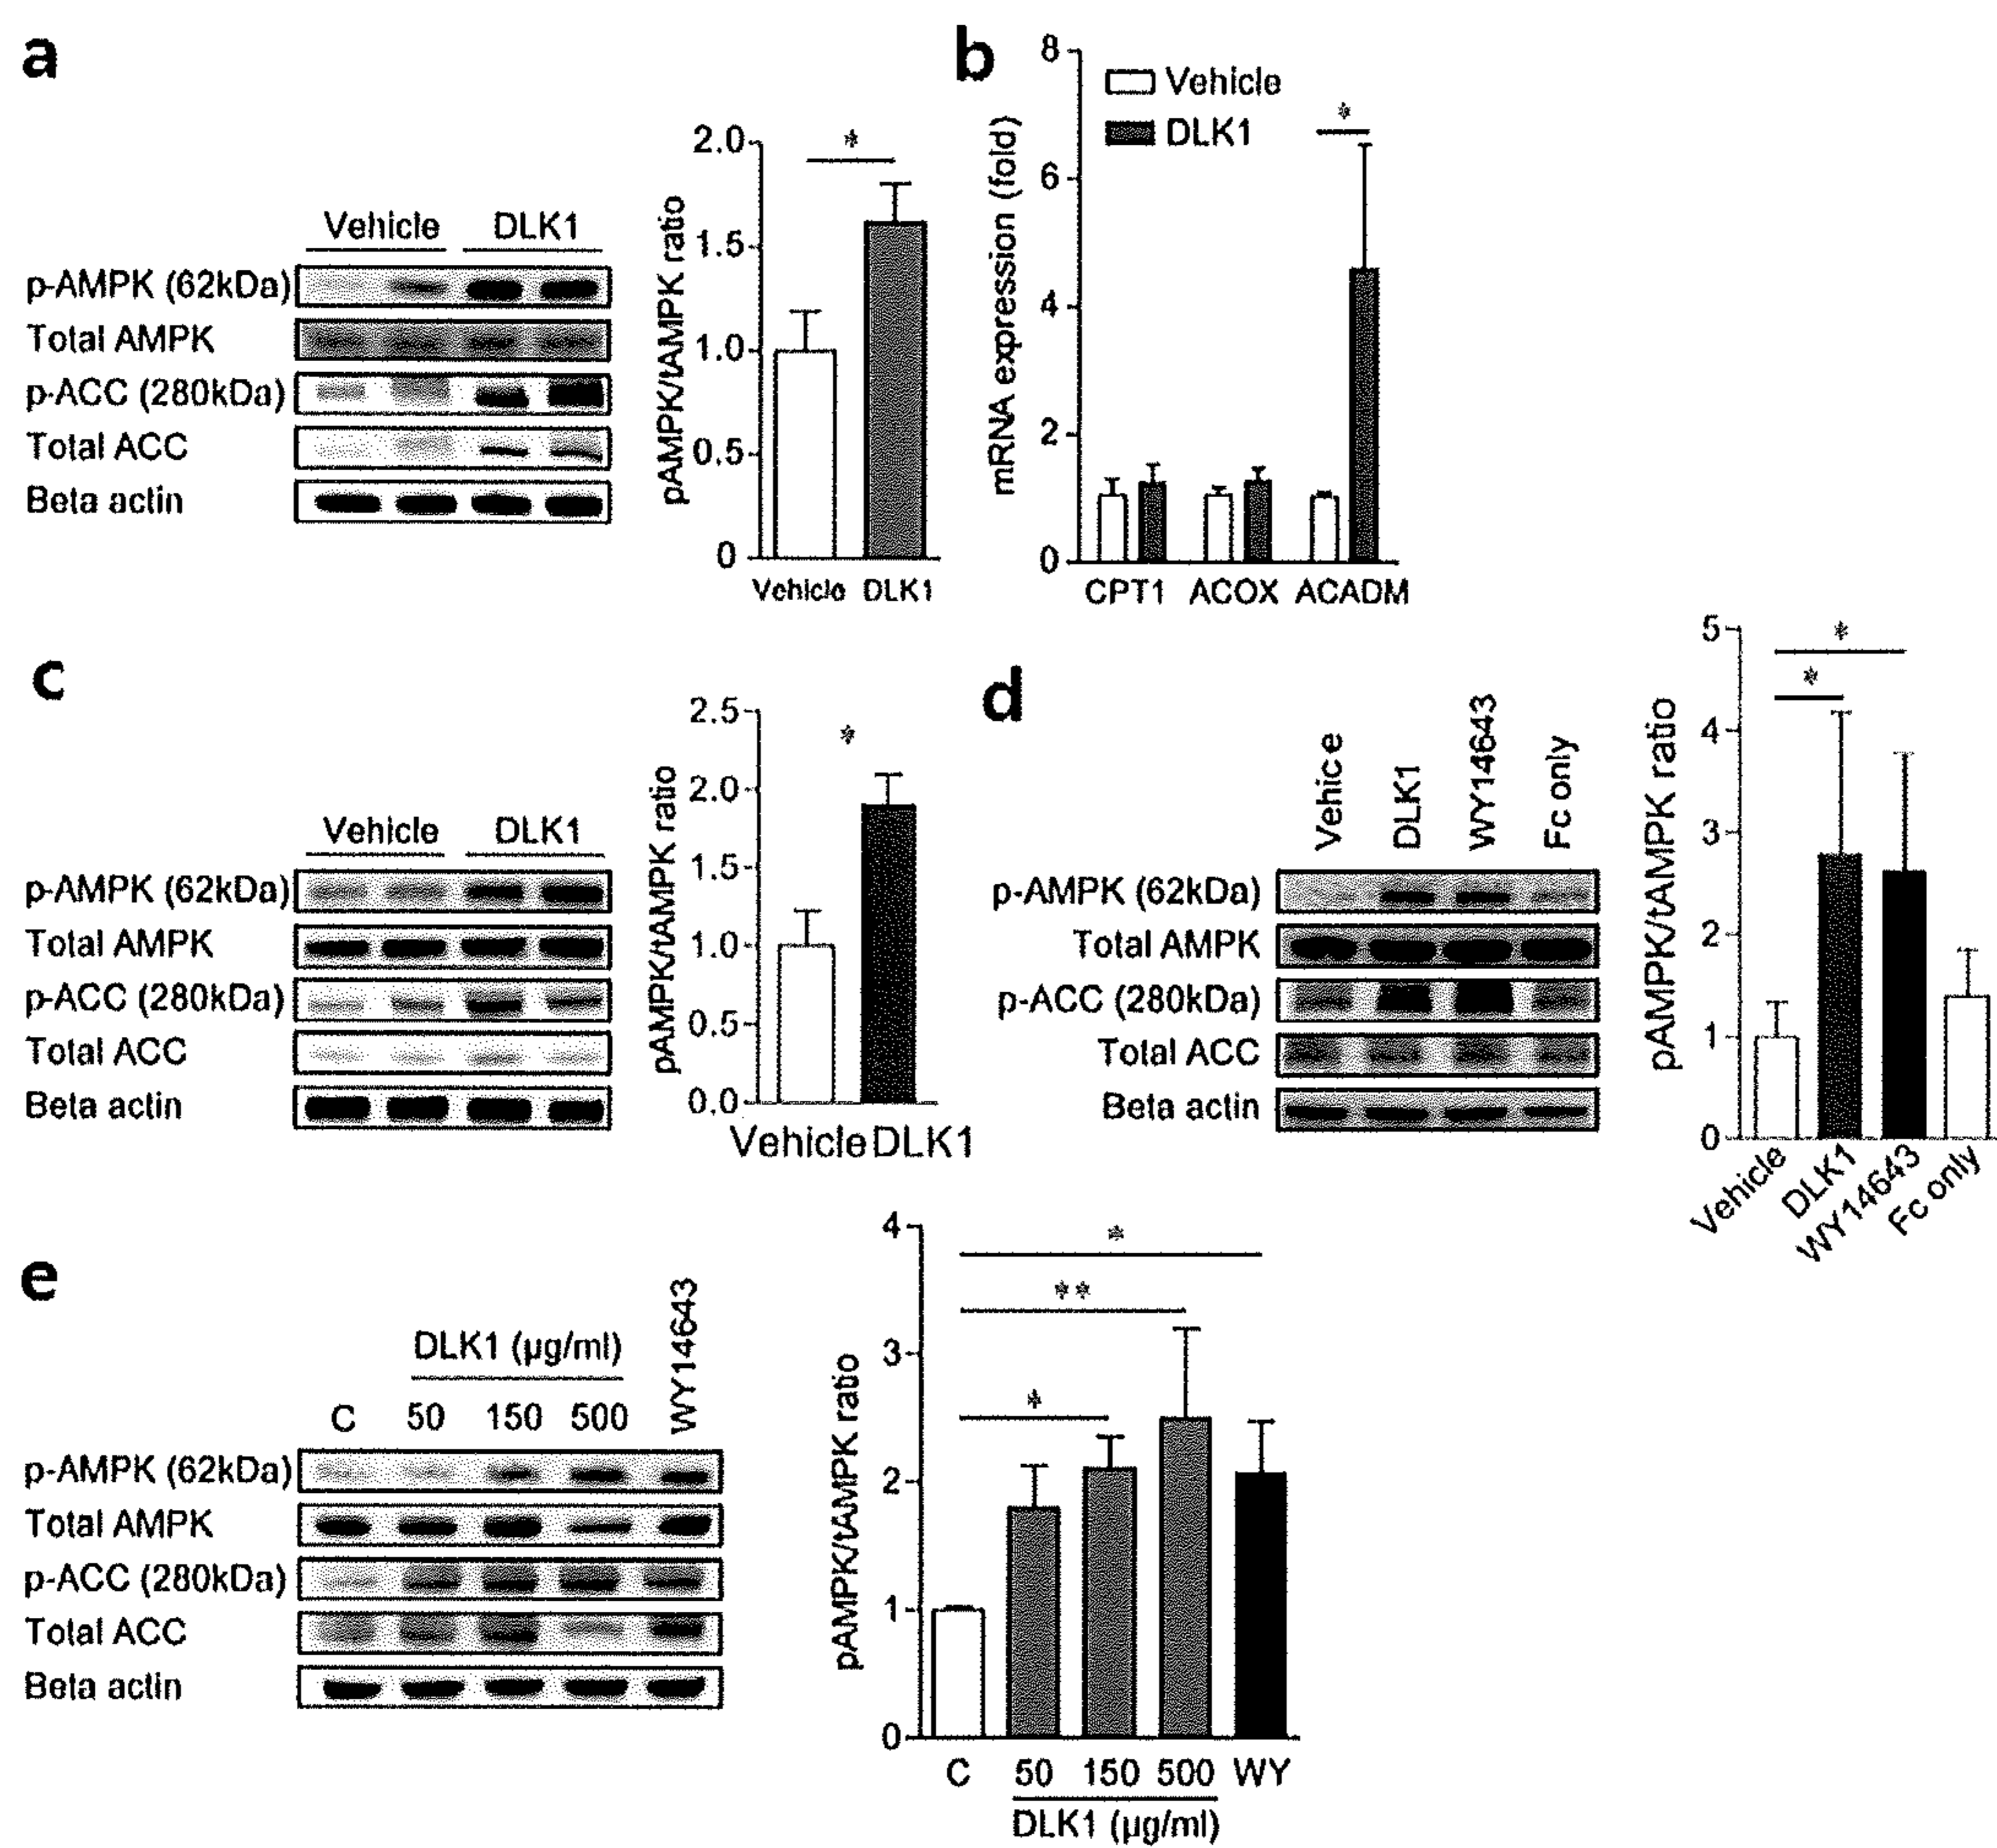 a
Vehicle DLK1
p-AMPK (62kDa)
Total AMPK
p-ACC (280kDa)
Total ACC
Beta actin
pAMPK/tAMPK ratio
2.0
1.5
1.0
0.5
0
*
Vehicle DLK1
b
mRNA expression (fold)
8
6
4
2
0
Vehicle
DLK1
*
CPT1 ACOX ACADM
c
Vehicle DLK1
p-AMPK (62kDa)
Total AMPK
p-ACC (280kDa)
Total ACC
Beta actin
pAMPK/tAMPK ratio
2.5
2.0
1.5
1.0
0.5
0.0
*
Vehicle DLK1
d
Vehice DLK1 WY14643 Fc only
p-AMPK (62kDa)
Total AMPK
p-ACC (280kDa)
Total ACC
Beta actin
pAMPK/tAMPK ratio
5
4
3
2
1
0
*
*
Vehicle DLK1 WY14643 Fc only
e
DLK1 (µg/ml)
C 50 150 500 WY14643
p-AMPK (62kDa)
Total AMPK
p-ACC (280kDa)
Total ACC
Beta actin
pAMPK/tAMPK ratio
4
3
2
1
0
*
**
*
C 50 150 500 WY
DLK1 (µg/ml)